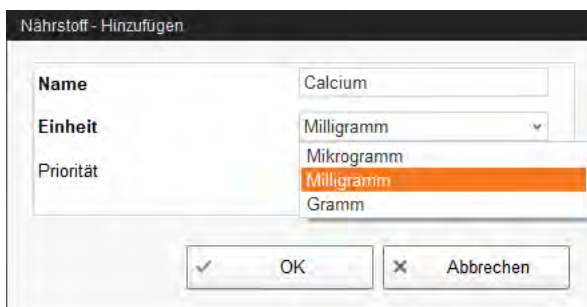 Nährstoff - Hinzufügen
Name
Calcium
Einheit
Milligramm
Mikrogramm
Priorität
Milligramm
Gramm
OK
Abbrechen